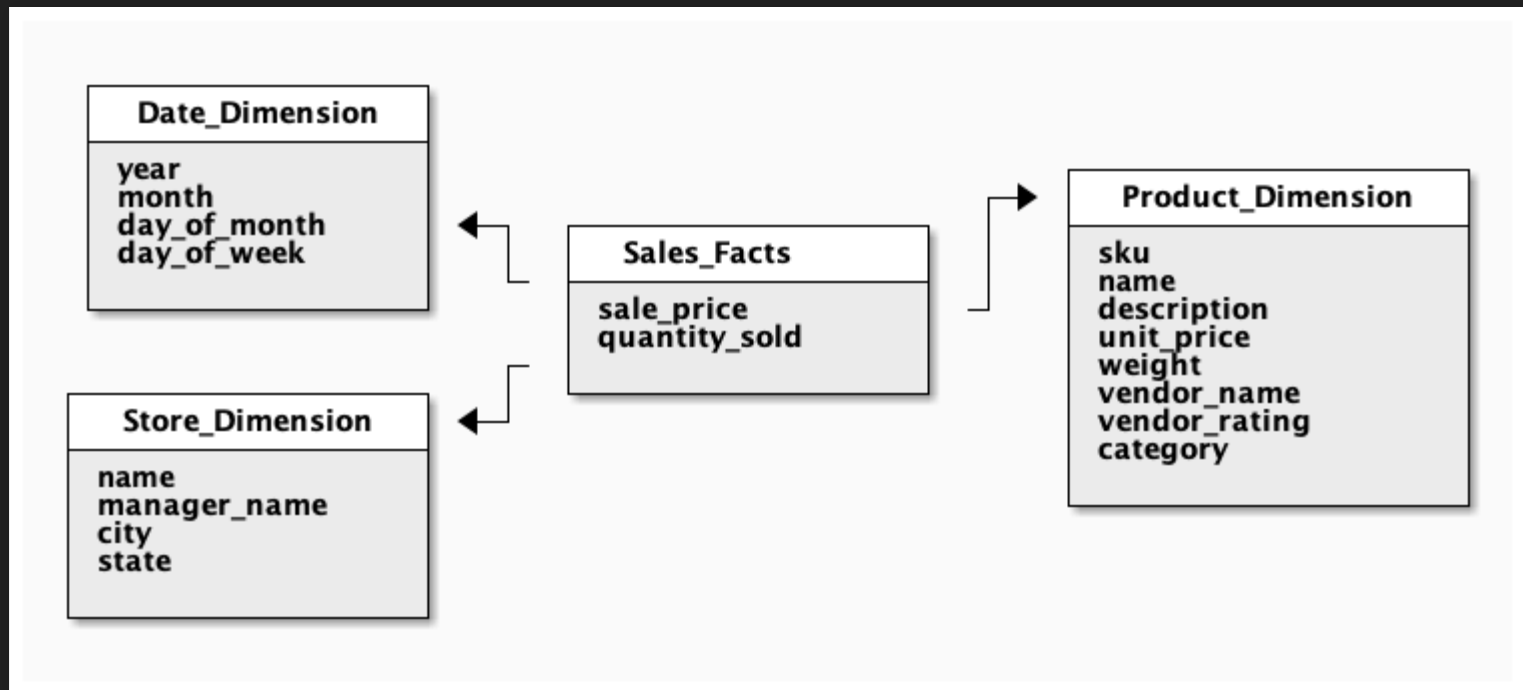 Date_Dimension
year
month
day_of_month
day_of_week
Store_Dimension
name
manager_name
city
state
Sales_Facts
sale_price
quantity_sold
Product_Dimension
sku
name
description
unit_price
weight
vendor_name
vendor_rating
category